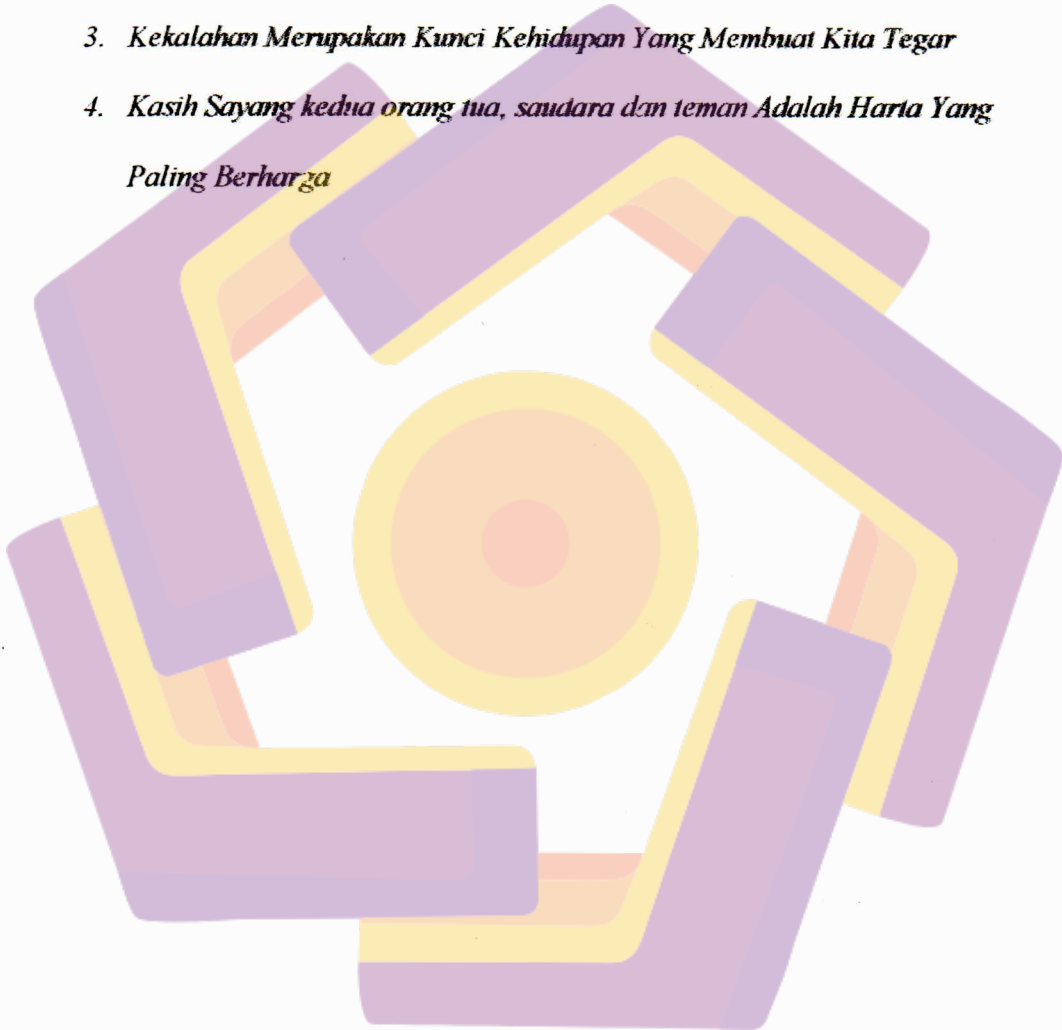 3. Kekalahan Merupakan Kunci Kehidupan Yang Membuat Kita Tegar
4. Kasih Sayang kedua orang tua, saudara dan teman Adalah Harta Yang
Paling Berharga